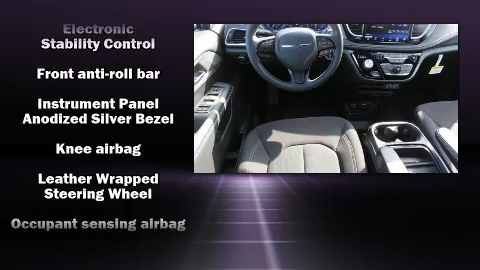 Electronic
Stability Control
Front anti-roll bar
Instrument Panel
Anodized Silver Bezel
Knee airbag
Leather Wrapped
Steering Wheel
Occupant sensing airbag